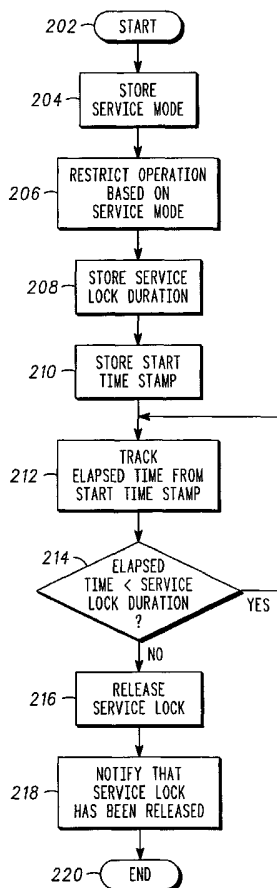 202
START
204
STORE
SERVICE MODE
206
RESTRICT OPERATION
BASED ON
SERVICE MODE
208
STORE SERVICE
LOCK DURATION
210
STORE START
TIME STAMP
212
TRACK
ELAPSED TIME FROM
START TIME STAMP
214
ELAPSED
TIME < SERVICE
LOCK DURATION
?
YES
NO
216
RELEASE
SERVICE LOCK
218
NOTIFY THAT
SERVICE LOCK
HAS BEEN RELEASED
220
END